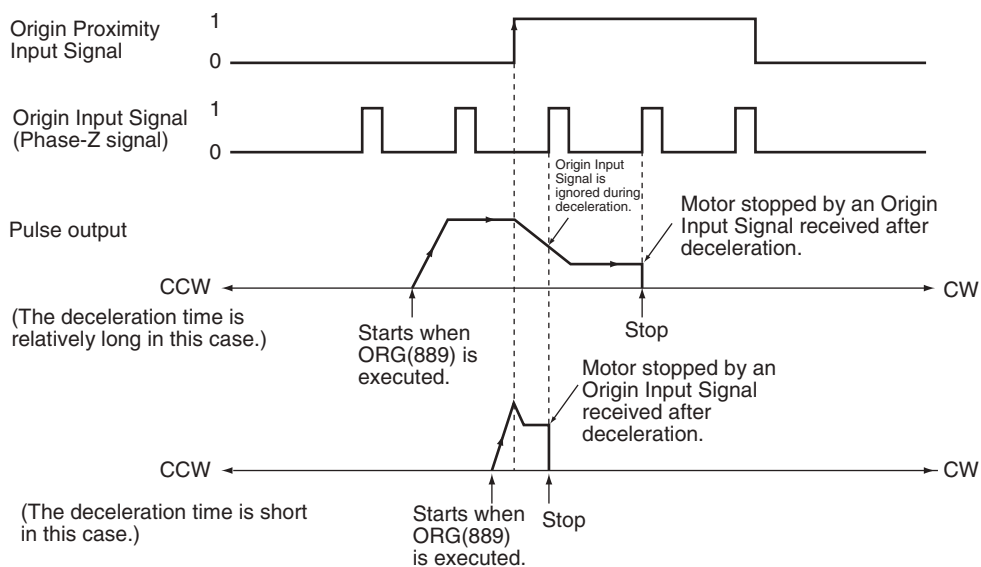 Origin Proximity
Input Signal
1
0
Origin Input Signal
(Phase-Z signal)
1
0
Origin Input
Signal is
ignored during
deceleration.
Pulse output
Motor stopped by an Origin
Input Signal received after
deceleration.
CCW
CW
(The deceleration time is
relatively long in this case.)
Starts when
ORG(889) is
executed.
Stop
Motor stopped by an
Origin Input Signal
received after
deceleration.
CCW
CW
(The deceleration time is short
in this case.)
Starts when
ORG(889)
is executed.
Stop